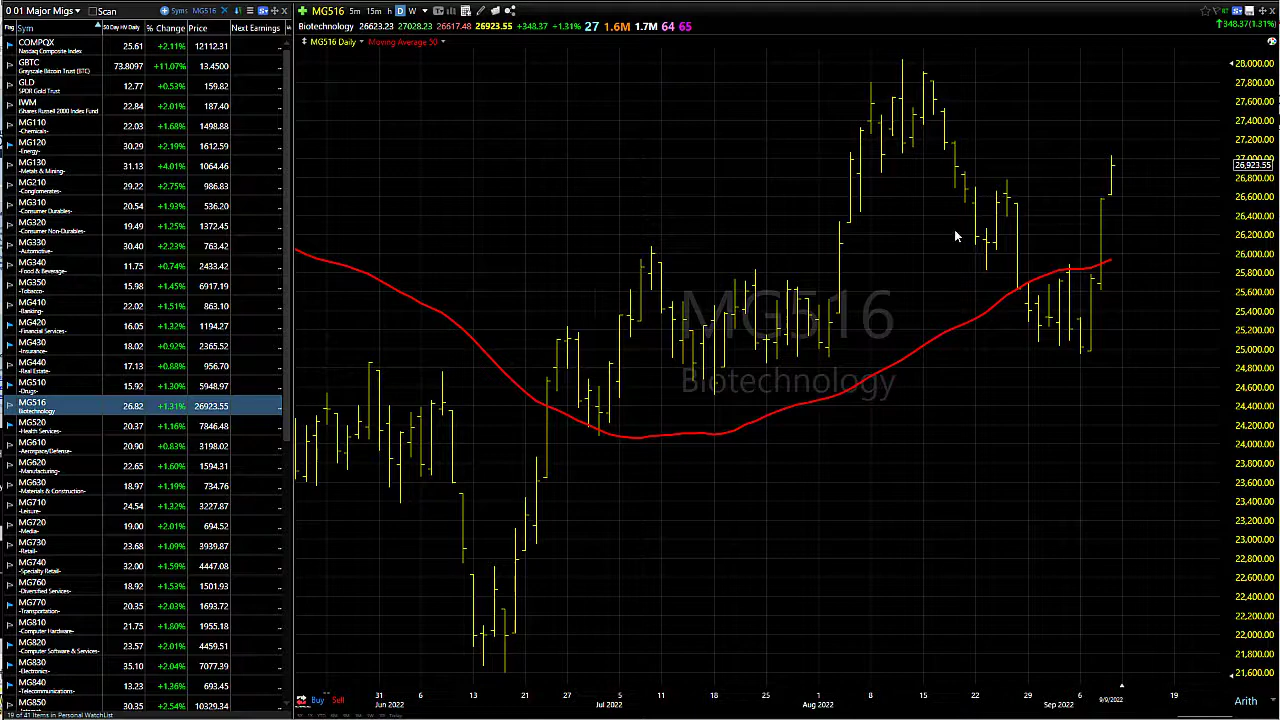 0 01 Major Migs Scan Syms MG516
Sym 50 Day HV Daily % Change Price Next Earnings
COMPQX 25.61 +2.11% 12112.31
Nasdaq Composite Index
GBTC 73.8097 +11.07% 13.4500
Grayscale Bitcoin Trust (BTC)
GLD 12.77 +0.53% 159.82
SPDR Gold Trust
IWM 22.84 +2.01% 187.40
iShares Russell 2000 Index Fund
MG110 22.03 +1.68% 1498.88
-Chemicals-
MG120 30.29 +2.19% 1612.59
-Energy-
MG130 31.13 +4.01% 1064.46
-Metals & Mining-
MG210 29.22 +2.75% 986.83
-Conglomerates-
MG310 20.54 +1.93% 536.20
-Consumer Durables-
MG320 19.49 +1.25% 1372.45
-Consumer Non-Durables-
MG330 30.40 +2.23% 763.42
-Automotive-
MG340 11.75 +0.74% 2433.42
-Food & Beverage-
MG350 15.98 +1.45% 6917.19
-Tobacco-
MG410 22.02 +1.51% 863.10
-Banking-
MG420 16.05 +1.32% 1194.27
-Financial Services-
MG430 18.02 +0.92% 2365.52
-Insurance-
MG440 17.13 +0.88% 956.70
-Real Estate-
MG510 15.92 +1.30% 5948.97
-Drugs-
MG516 26.82 +1.31% 26923.55
Biotechnology
MG520 20.37 +1.16% 7846.48
-Health Services-
MG610 20.90 +0.83% 3198.02
-Aerospace/Defense-
MG620 22.65 +1.60% 1594.31
-Manufacturing-
MG630 18.97 +1.19% 734.76
-Materials & Construction-
MG710 24.54 +1.32% 3227.87
-Leisure-
MG720 19.00 +2.01% 694.52
-Media-
MG730 23.68 +1.09% 3939.87
-Retail-
MG740 32.00 +1.59% 4447.08
-Specialty Retail-
MG760 18.92 +1.53% 1501.93
-Diversified Services-
MG770 20.35 +2.03% 1693.72
-Transportation-
MG810 21.75 +1.80% 1955.18
-Computer Hardware-
MG820 23.57 +2.01% 4459.51
-Computer Software & Services-
MG830 35.10 +2.04% 7077.39
-Electronics-
MG840 13.23 +1.36% 693.45
-Telecommunications-
MG850 30.35 +2.54% 10329.34
19 of 41 Items in Personal WatchList
MG516 5m 15m h D W
Biotechnology 26623.23 27028.23 26617.48 26923.55 +348.37 +1.31% 27 1.6M 1.7M 64 65
348.37(1.31%)
MG516 Daily Moving Average 50
MG516
Biotechnology
28,000.00
27,800.00
27,600.00
27,400.00
27,200.00
27,000.00
26,923.55
26,800.00
26,600.00
26,400.00
26,200.00
26,000.00
25,800.00
25,600.00
25,400.00
25,200.00
25,000.00
24,800.00
24,600.00
24,400.00
24,200.00
24,000.00
23,800.00
23,600.00
23,400.00
23,200.00
23,000.00
22,800.00
22,600.00
22,400.00
22,200.00
22,000.00
21,800.00
21,600.00
Buy Sell 31 6 13 21 27 5 11 18 25 1 8 15 22 29 6 9/9/2022 19
Jun 2022 Jul 2022 Aug 2022 Sep 2022 Arith